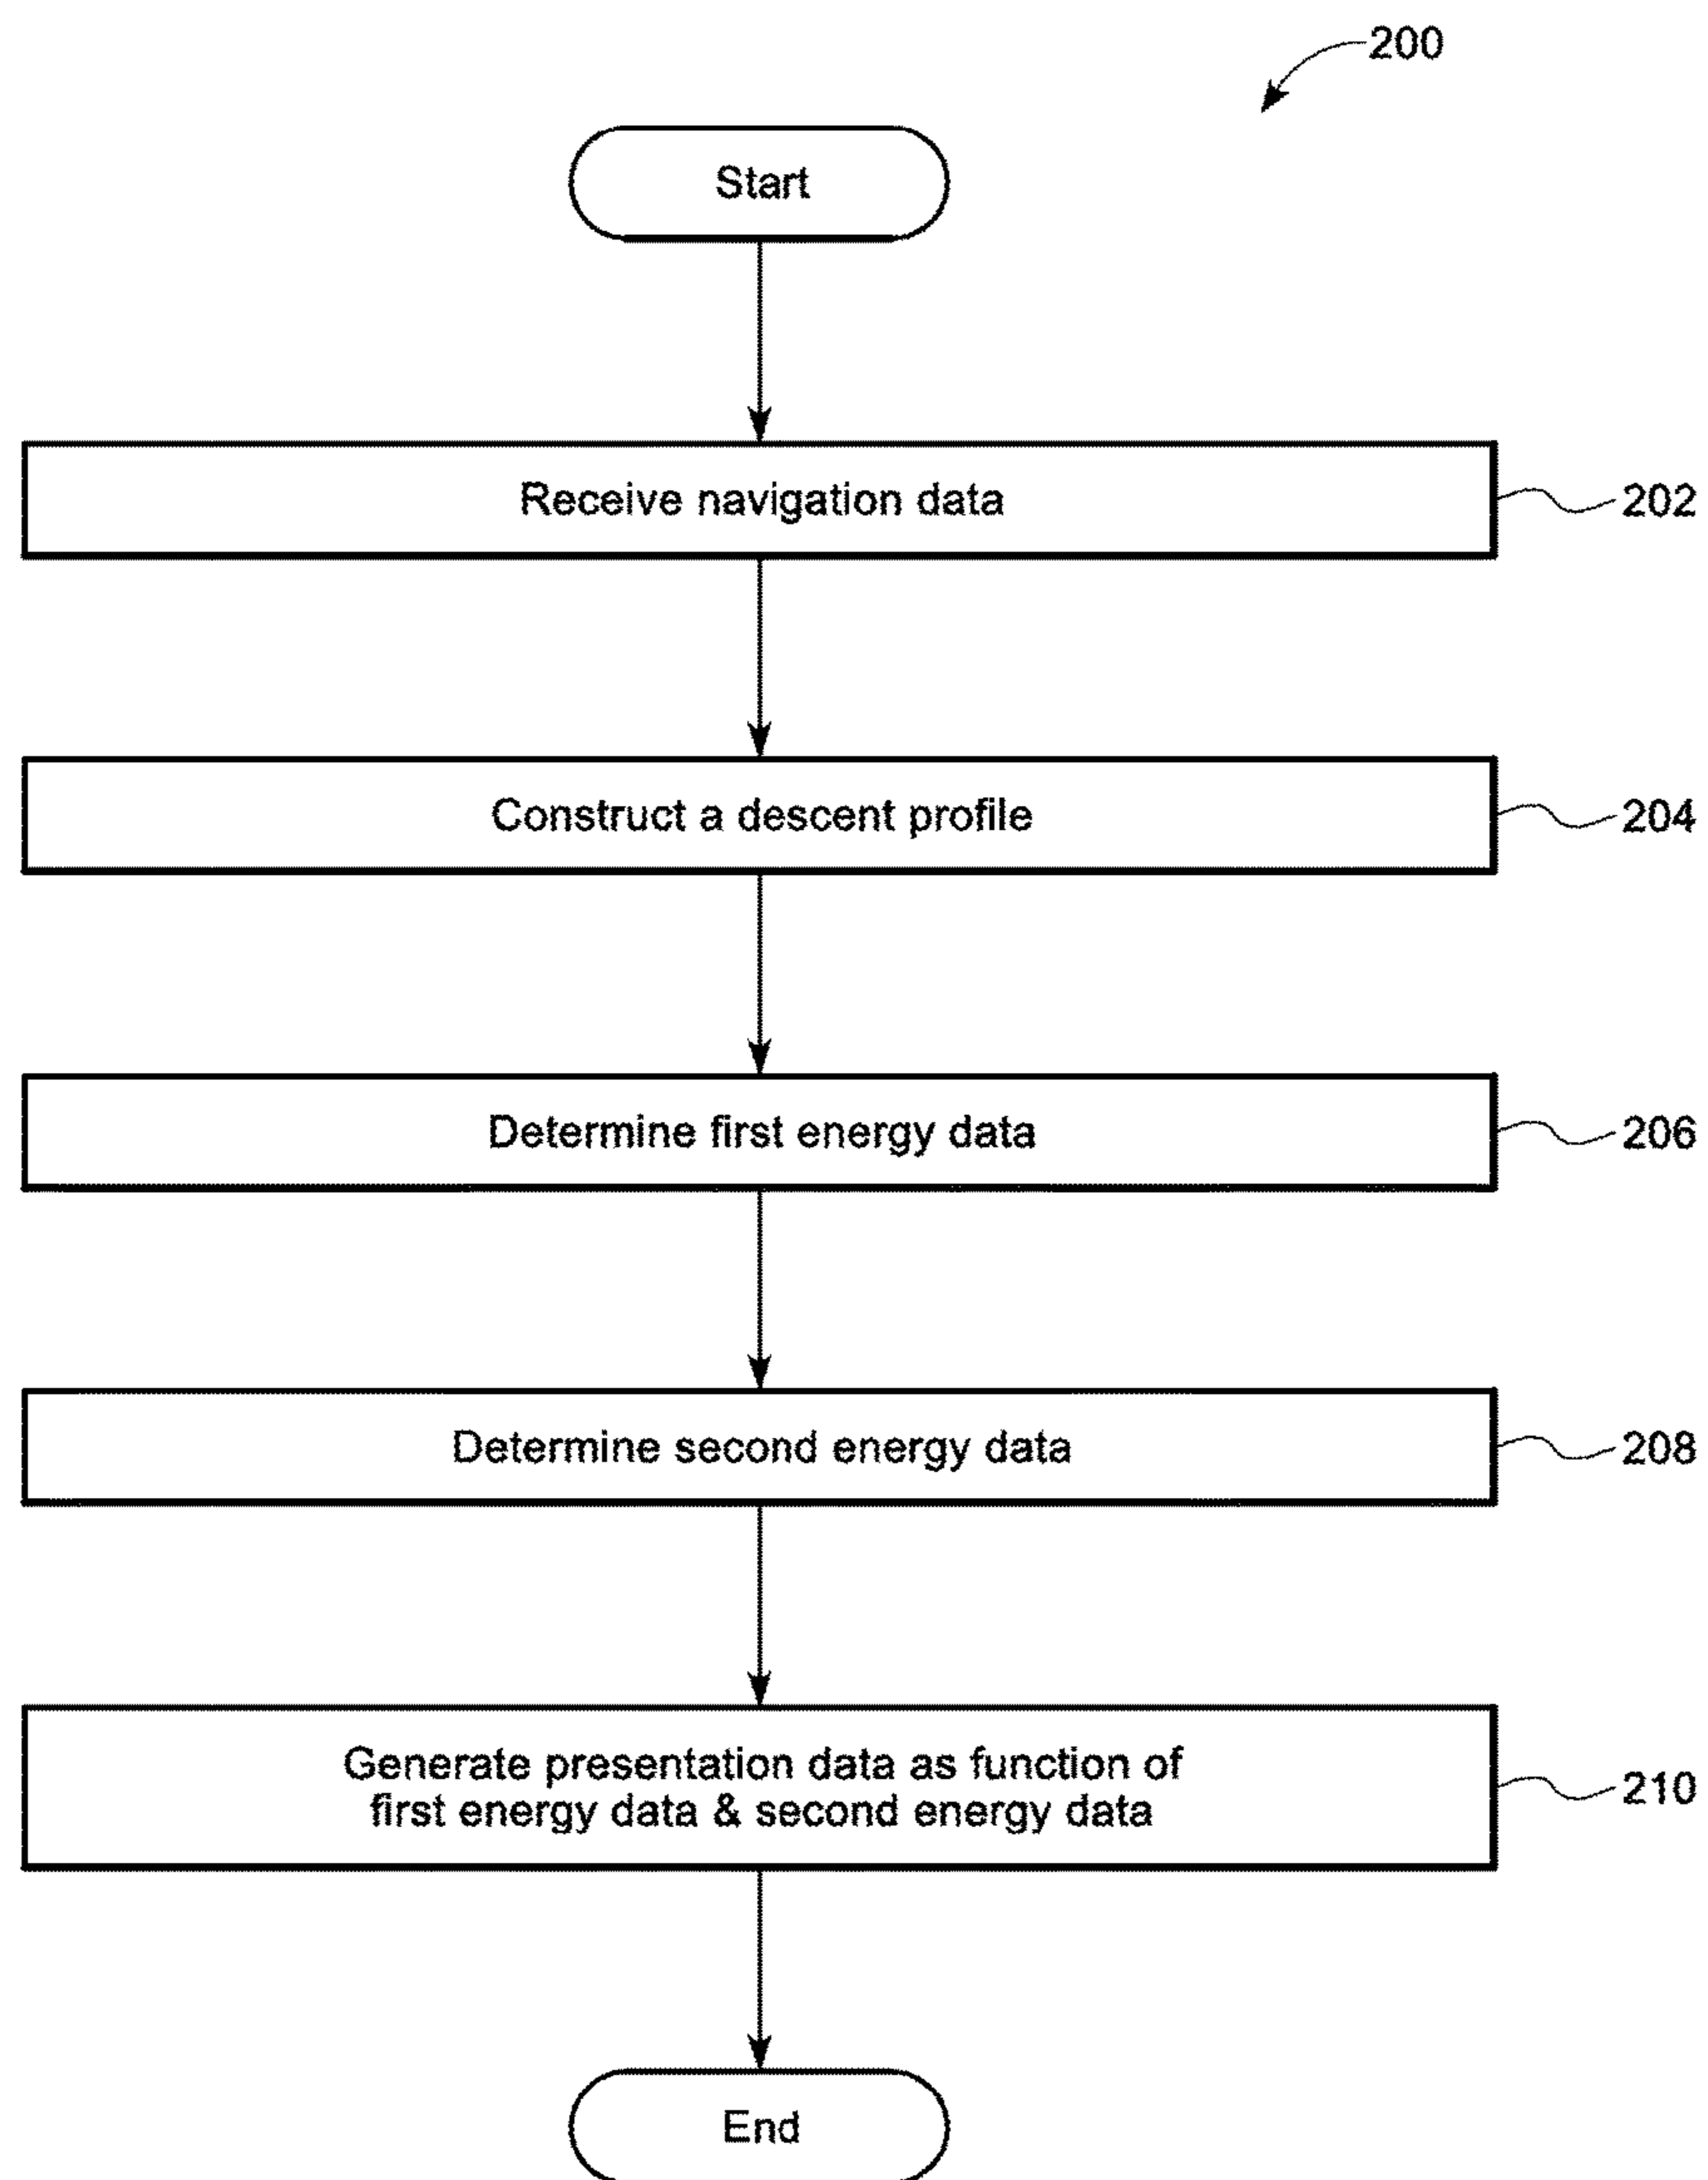 200
Start
Receive navigation data
202
Construct a descent profile
204
Determine first energy data
206
Determine second energy data
208
Generate presentation data as function of
first energy data & second energy data
210
End